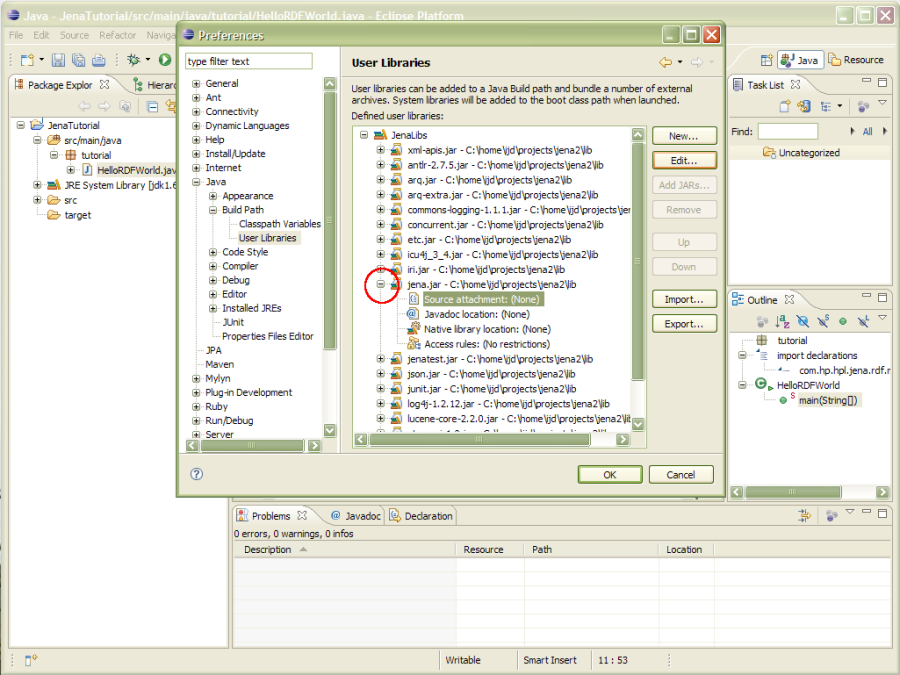 Java - JenaTutorial/src/main/java/tutorial/HelloRDFWorld.java - Eclipse Platform
File Edit Source Refactor Naviga
Java
Resource
Package Explor
Hierarc
JenaTutorial
src/main/java
tutorial
HelloRDFWorld.jav
JRE System Library [jdk1.6
src
target
Preferences
type filter text
General
Ant
Connectivity
Dynamic Languages
Help
Install/Update
Internet
Java
Appearance
Build Path
Classpath Variables
User Libraries
Code Style
Compiler
Debug
Editor
Installed JREs
JUnit
Properties Files Editor
JPA
Maven
Mylyn
Plug-in Development
Ruby
Run/Debug
Server
User Libraries
User libraries can be added to a Java Build path and bundle a number of external
archives. System libraries will be added to the boot class path when launched.
Defined user libraries:
JenaLibs
xml-apis.jar - C:\home\ijd\projects\jena2\lib
antlr-2.7.5.jar - C:\home\ijd\projects\jena2\lib
arq.jar - C:\home\ijd\projects\jena2\lib
arq-extra.jar - C:\home\ijd\projects\jena2\lib
commons-logging-1.1.1.jar - C:\home\ijd\projects\jer
concurrent.jar - C:\home\ijd\projects\jena2\lib
etc.jar - C:\home\ijd\projects\jena2\lib
icu4j_3_4.jar - C:\home\ijd\projects\jena2\lib
iri.jar - C:\home\ijd\projects\jena2\lib
jena.jar - C:\home\ijd\projects\jena2\lib
Source attachment: (None)
Javadoc location: (None)
Native library location: (None)
Access rules: (No restrictions)
jenatest.jar - C:\home\ijd\projects\jena2\lib
json.jar - C:\home\ijd\projects\jena2\lib
junit.jar - C:\home\ijd\projects\jena2\lib
log4j-1.2.12.jar - C:\home\ijd\projects\jena2\lib
lucene-core-2.2.0.jar - C:\home\ijd\projects\jena2\lib
New...
Edit...
Add JARs...
Remove
Up
Down
Import...
Export...
OK
Cancel
Task List
Find:
All
Uncategorized
Outline
tutorial
import declarations
com.hp.hpl.jena.rdf.r
HelloRDFWorld
main(String[])
Problems
Javadoc
Declaration
0 errors, 0 warnings, 0 infos
Description Resource Path Location
Writable Smart Insert 11 : 53